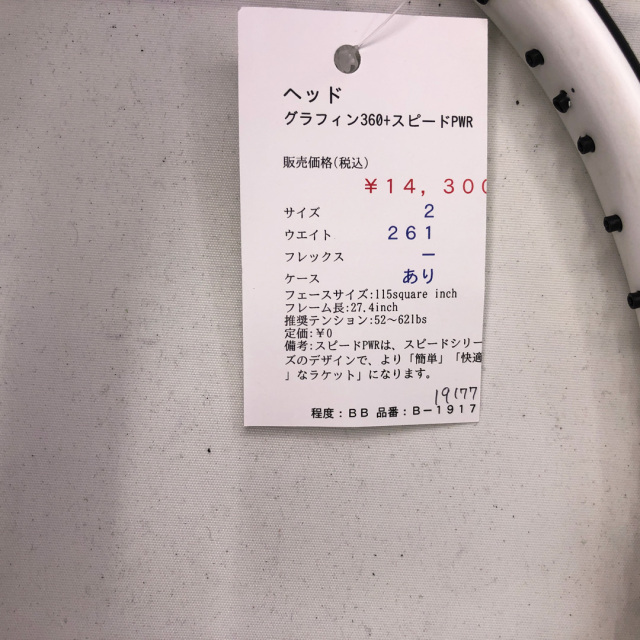 ヘッド
グラフィン360+スピードPWR
販売価格(税込)
¥14,300
サイズ 2
ウエイト 261
フレックス ー
ケース あり
フェースサイズ:115square inch
フレーム長:27.4inch
推奨テンション:52〜62lbs
定価:¥0
備考:スピードPWRは、スピードシリー
ズのデザインで、より「簡単」「快適
」なラケット」になります。
19177
程度:BB 品番:B−1917